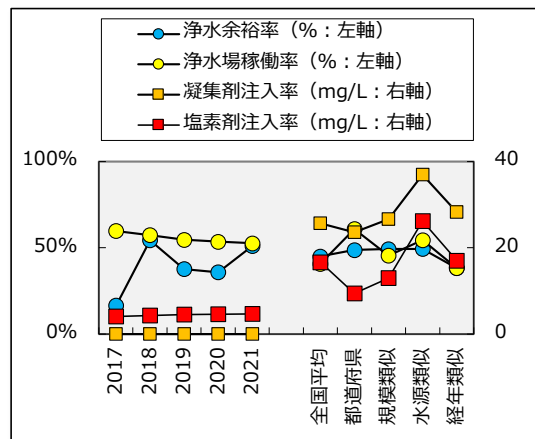 浄水余裕率（%：左軸）
浄水場稼働率（%：左軸）
凝集剤注入率（mg/L：右軸）
塩素剤注入率（mg/L：右軸）
100%
50%
0%
40
20
0
2017
2018
2019
2020
2021
全国平均
都道府県
規模類似
水源類似
経年類似